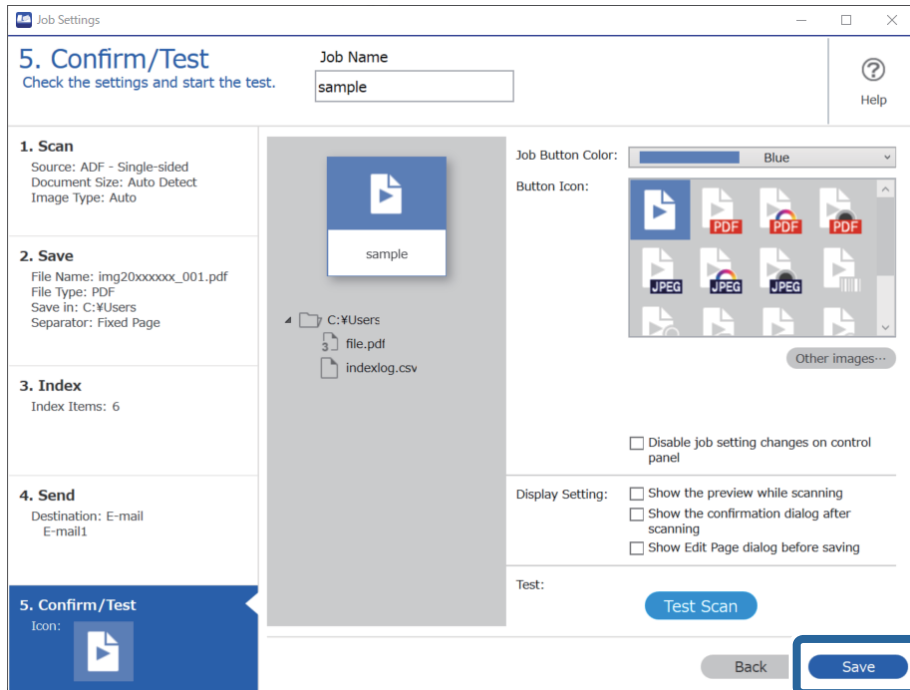 Job Settings
5. Confirm/Test
Check the settings and start the test.
Job Name
sample
Help
1. Scan
Source: ADF - Single-sided
Document Size: Auto Detect
Image Type: Auto
2. Save
File Name: img20xxxxxx_001.pdf
File Type: PDF
Save in: C:¥Users
Separator: Fixed Page
3. Index
Index Items: 6
4. Send
Destination: E-mail
E-mail1
5. Confirm/Test
Icon:
sample
C:¥Users
3 file.pdf
indexlog.csv
Job Button Color: Blue
Button Icon:
PDF PDF PDF
JPEG JPEG JPEG
Other images···
Disable job setting changes on control
panel
Display Setting: Show the preview while scanning
Show the confirmation dialog after
scanning
Show Edit Page dialog before saving
Test:
Test Scan
Back Save